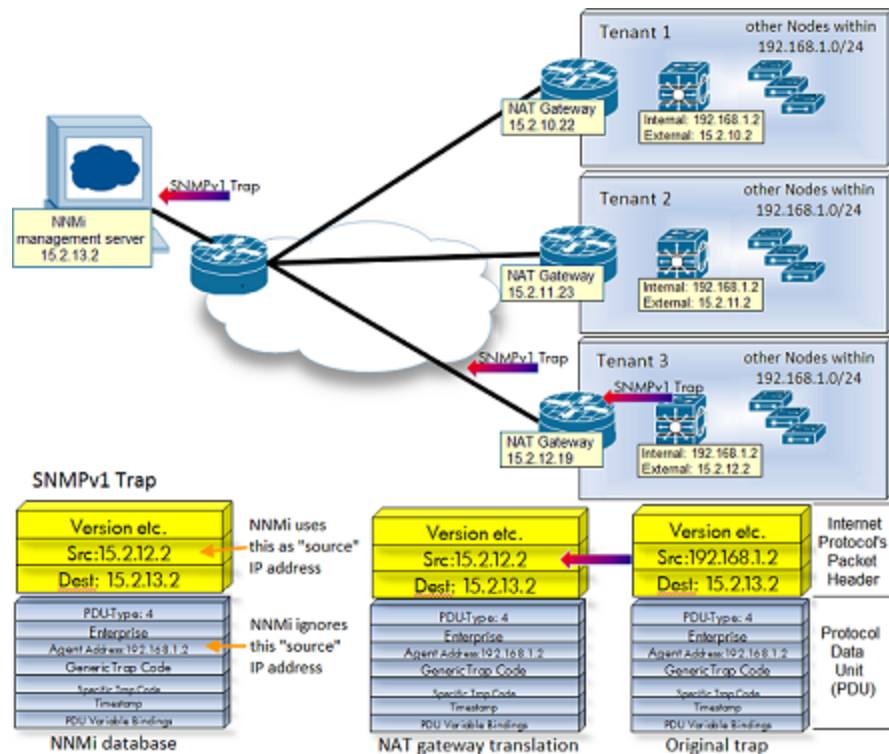 Tenant 1
other Nodes within
192.168.1.0/24
NAT Gateway
15.2.10.22
Internal: 192.168.1.2
External: 15.2.10.2
SNMPv1 Trap
NNMi
management server
15.2.13.2
Tenant 2
other Nodes within
192.168.1.0/24
NAT Gateway
15.2.11.23
Internal: 192.168.1.2
External: 15.2.11.2
SNMPv1 Trap
Tenant 3
other Nodes within
192.168.1.0/24
SNMPv1 Trap
NAT Gateway
15.2.12.19
Internal: 192.168.1.2
External: 15.2.12.2
SNMPv1 Trap
Version etc.
Src:15.2.12.2
Dest: 15.2.13.2
NNMi uses
this as "source"
IP address
PDU-Type: 4
Enterprise
Agent Address:192.168.1.2
GenericTrap Code
Specific Trap Code
Timestamp
PDU Variable Bindings
NNMi ignores
this "source"
IP address
NNMi database
Version etc.
Src:15.2.12.2
Dest: 15.2.13.2
PDU-Type: 4
Enterprise
Agent Address:192.168.1.2
GenericTrap Code
Specific Trap Code
Timestamp
PDU Variable Bindings
NAT gateway translation
Version etc.
Src:192.168.1.2
Dest: 15.2.13.2
PDU-Type: 4
Enterprise
Agent Address:192.168.1.2
GenericTrap Code
Specific Trap Code
Timestamp
PDU Variable Bindings
Original trap
Internet
Protocol's
Packet
Header
Protocol
Data
Unit
(PDU)